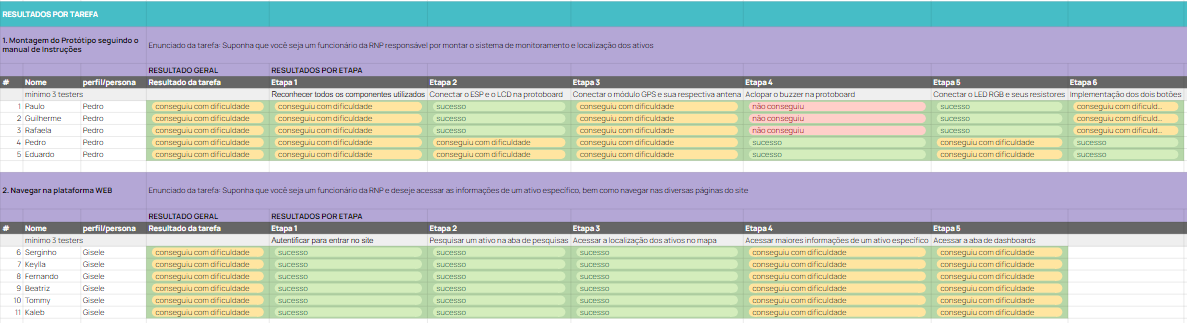 RESULTADOS POR TAREFA
1. Montagem do Protótipo seguindo o manual de Instruções Enunciado da tarefa: Suponha que você seja um funcionário da RNP responsável por montar o sistema de monitoramento e localização dos ativos
RESULTADO GERAL RESULTADOS POR ETAPA
# Nome perfil/persona Resultado da tarefa Etapa 1 Etapa 2 Etapa 3 Etapa 4 Etapa 5 Etapa 6
mínimo 3 testers Reconhecer todos os componentes utilizados Conectar o ESP e o LCD na protoboard Conectar o módulo GPS e sua respectiva antena Aclopar o buzzer na protoboard Conectar o LED RGB e seus resistores Implementação dos dois botões
1 Paulo Pedro conseguiu com dificuldade conseguiu com dificuldade sucesso conseguiu com dificuldade não conseguiu sucesso conseguiu com dificuld...
2 Guilherme Pedro conseguiu com dificuldade conseguiu com dificuldade sucesso conseguiu com dificuldade não conseguiu sucesso conseguiu com dificuld...
3 Rafaela Pedro conseguiu com dificuldade conseguiu com dificuldade sucesso conseguiu com dificuldade não conseguiu sucesso conseguiu com dificuld...
4 Pedro Pedro conseguiu com dificuldade conseguiu com dificuldade conseguiu com dificuldade conseguiu com dificuldade sucesso conseguiu com dificuldade sucesso
5 Eduardo Pedro conseguiu com dificuldade conseguiu com dificuldade conseguiu com dificuldade conseguiu com dificuldade sucesso conseguiu com dificuldade sucesso
2. Navegar na plataforma WEB Enunciado da tarefa: Suponha que você seja um funcionário da RNP e deseje acessar as informações de um ativo específico, bem como navegar nas diversas páginas do site
RESULTADO GERAL RESULTADOS POR ETAPA
# Nome perfil/persona Resultado da tarefa Etapa 1 Etapa 2 Etapa 3 Etapa 4 Etapa 5
mínimo 3 testers Autentificar para entrar no site Pesquisar um ativo na aba de pesquisas Acessar a localização dos ativos no mapa Acessar maiores informações de um ativo específico Acessar a aba de dashboards
6 Serginho Gisele conseguiu com dificuldade sucesso sucesso sucesso conseguiu com dificuldade conseguiu com dificuldade
7 Keylla Gisele conseguiu com dificuldade sucesso sucesso sucesso conseguiu com dificuldade conseguiu com dificuldade
8 Fernando Gisele conseguiu com dificuldade sucesso sucesso sucesso conseguiu com dificuldade conseguiu com dificuldade
9 Beatriz Gisele conseguiu com dificuldade sucesso sucesso sucesso conseguiu com dificuldade conseguiu com dificuldade
10 Tommy Gisele conseguiu com dificuldade sucesso sucesso sucesso conseguiu com dificuldade conseguiu com dificuldade
11 Kaleb Gisele conseguiu com dificuldade sucesso sucesso sucesso conseguiu com dificuldade conseguiu com dificuldade